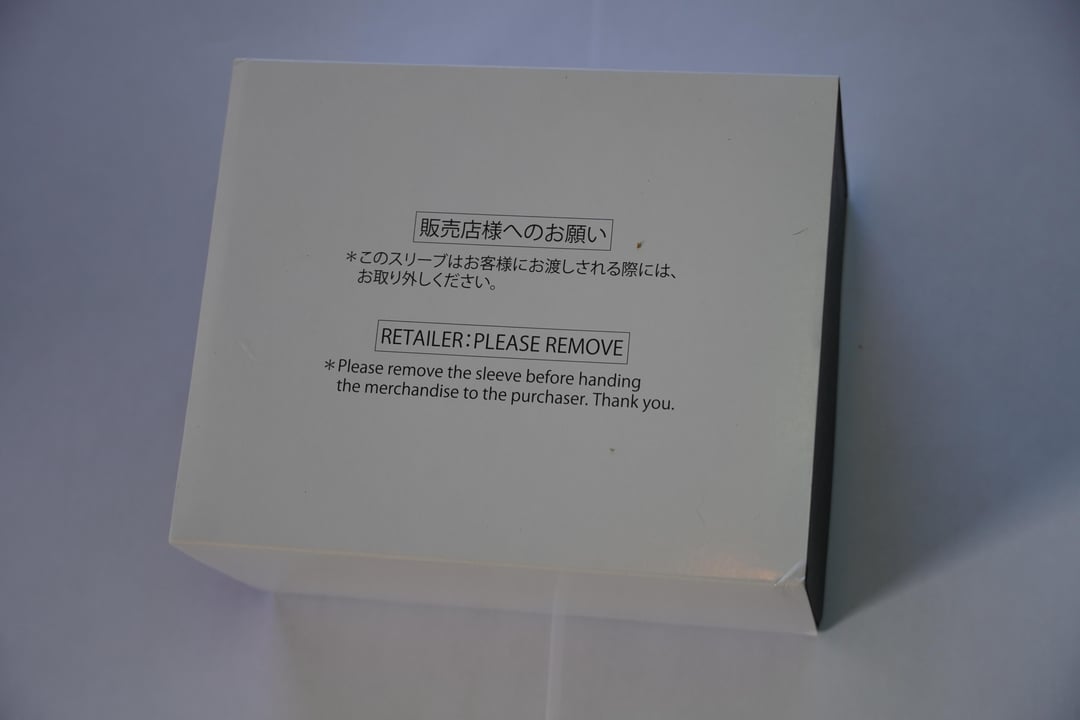 販売店様へのお願い
＊このスリーブはお客様にお渡しされる際には、
お取り外しください。
RETAILER：PLEASE REMOVE
＊Please remove the sleeve before handing
the merchandise to the purchaser. Thank you.